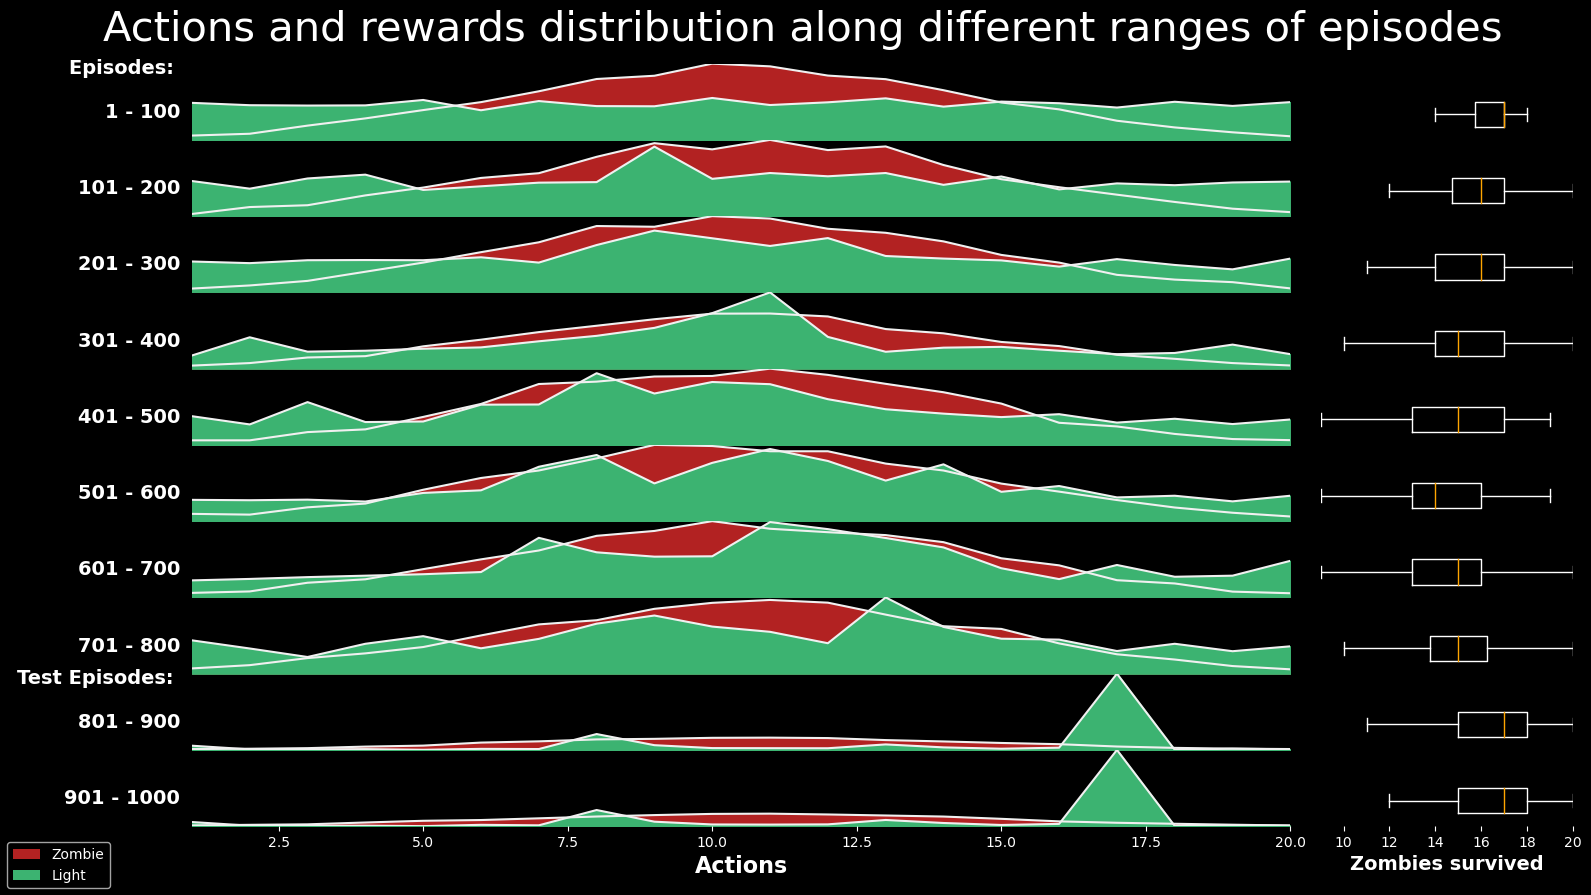 Actions and rewards distribution along different ranges of episodes
Episodes:
1 - 100
101 - 200
201 - 300
301 - 400
401 - 500
501 - 600
601 - 700
701 - 800
Test Episodes:
801 - 900
901 - 1000
2.5 5.0 7.5 10.0 12.5 15.0 17.5 20.0
Actions
10 12 14 16 18 20
Zombies survived
Zombie
Light